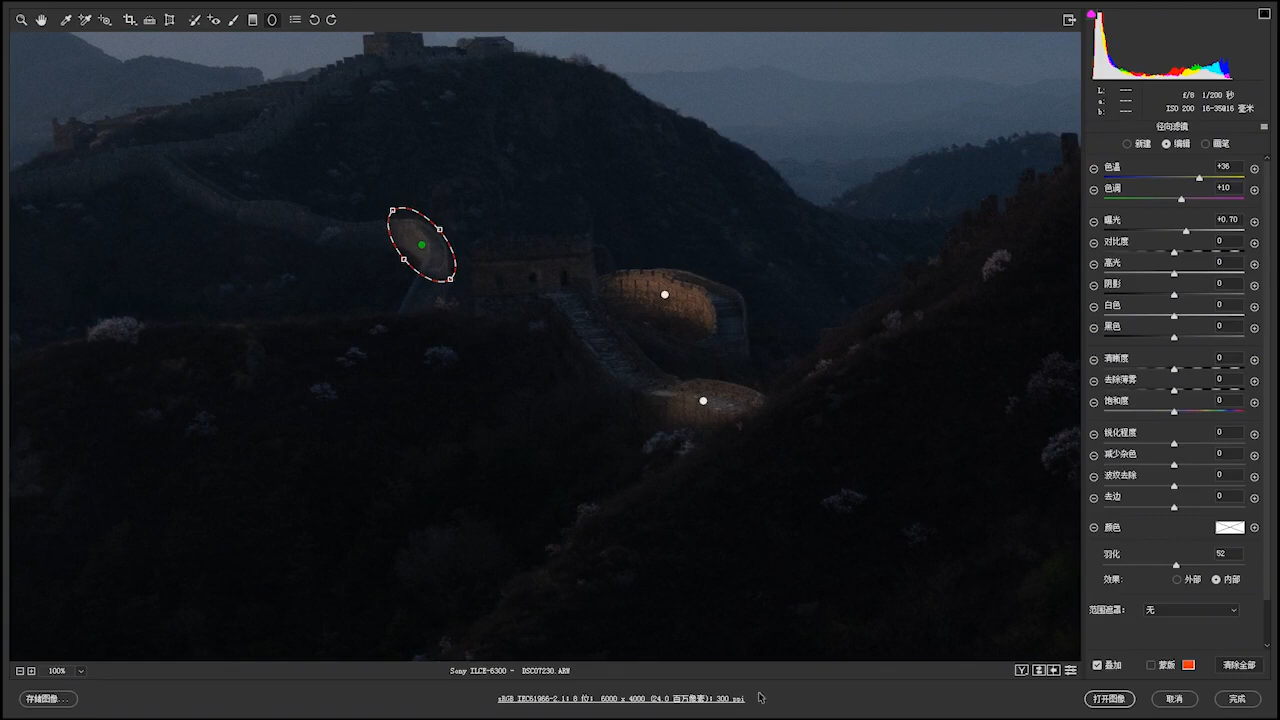 L: ---
a: ---
b: ---
f/8 1/200 秒
ISO 200 16-35@16 毫米
径向滤镜
新建 编辑 画笔
色温 +36
色调 +10
曝光 +0.70
对比度 0
高光 0
阴影 0
白色 0
黑色 0
清晰度 0
去除薄雾 0
饱和度 0
锐化程度 0
减少杂色 0
波纹去除 0
去边 0
颜色
羽化 52
效果: 外部 内部
范围遮罩: 无
叠加 蒙版 清除全部
100% Sony ILCE-6300 - DSC07230.ARW Y
存储图像... sRGB IEC61966-2.1; 8 位; 6000 x 4000 (24.0 百万像素); 300 ppi 打开图像 取消 完成